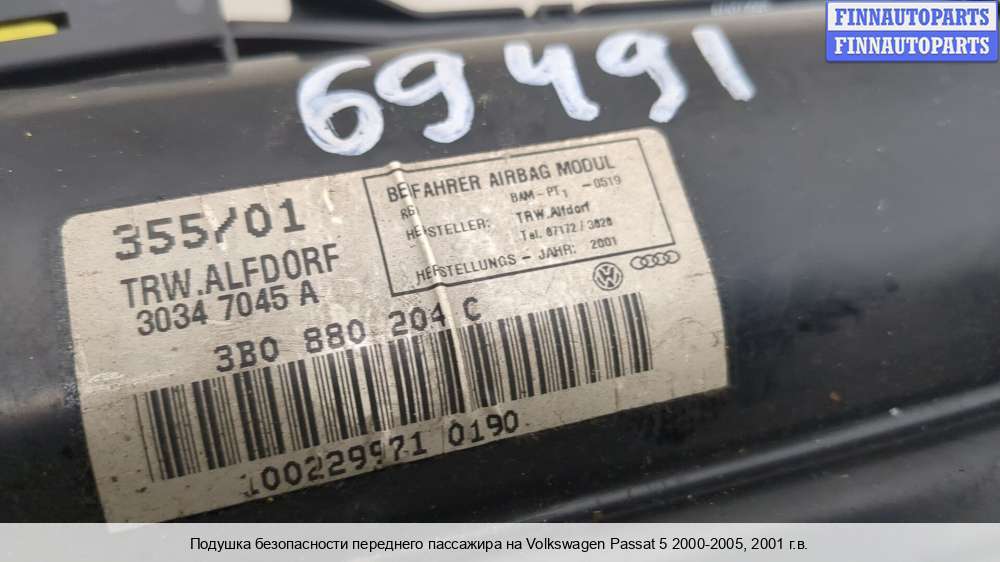 FINNAUTOPARTS
FINNAUTOPARTS
69491
355/01
TRW.ALFDORF
3034 7045 A
BEIFAHRER AIRBAG MODUL
BAM-PT1 -0519
HERSTELLER: TRW.Alfdorf
Tel. 07172/3028
HERSTELLUNGS - JAHR: 2001
3B0 880 204 C
100229971 0190
Подушка безопасности переднего пассажира на Volkswagen Passat 5 2000-2005, 2001 г.в.